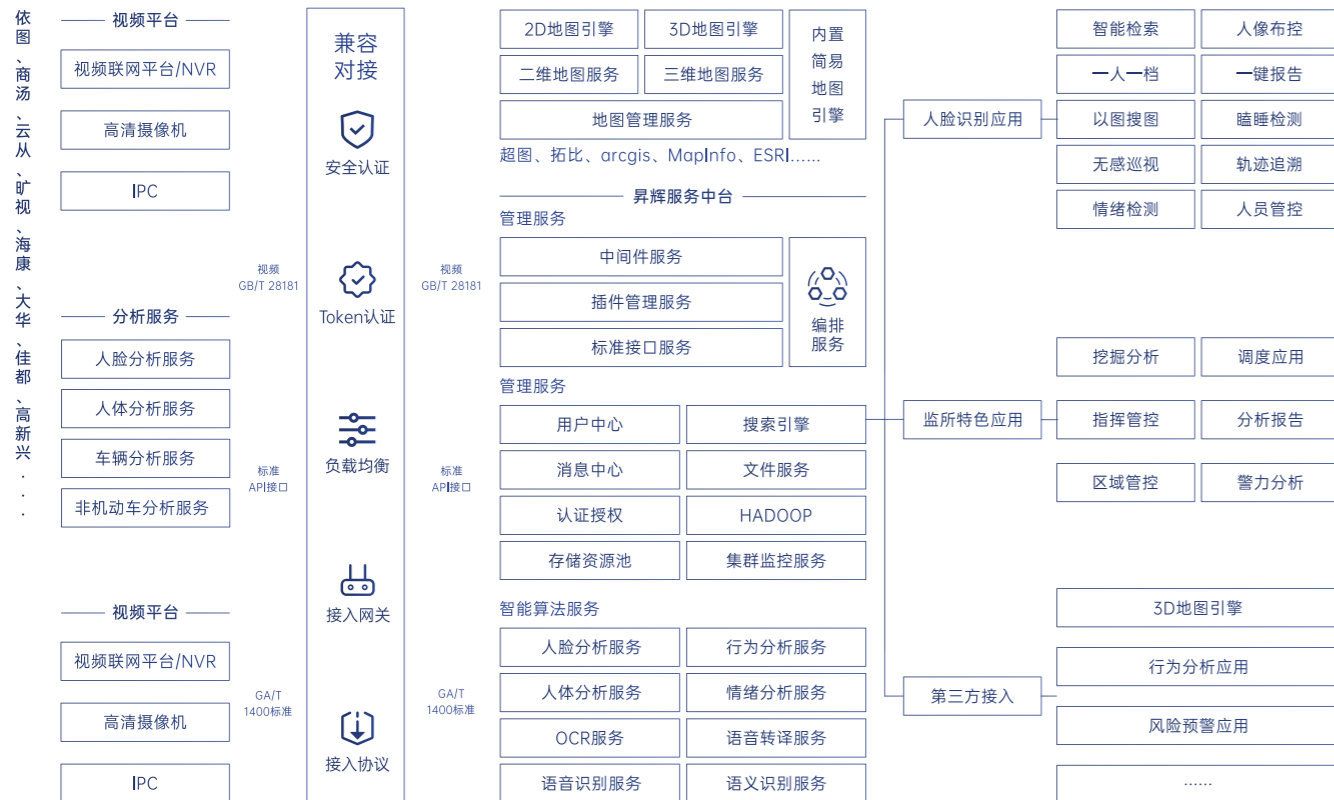 依图、商汤、云从、旷视、海康、大华、佳都、高新兴...
视频平台
视频联网平台/NVR
高清摄像机
IPC
分析服务
人脸分析服务
人体分析服务
车辆分析服务
非机动车分析服务
视频平台
视频联网平台/NVR
高清摄像机
IPC
视频
GB/T 28181
标准
API接口
GA/T
1400标准
兼容
对接
安全认证
Token认证
负载均衡
接入网关
接入协议
视频
GB/T 28181
标准
API接口
GA/T
1400标准
2D地图引擎
3D地图引擎
二维地图服务
三维地图服务
地图管理服务
内置
简易
地图
引擎
超图、拓比、arcgis、MapInfo、ESRI......
昇辉服务中台
管理服务
中间件服务
插件管理服务
标准接口服务
编排
服务
管理服务
用户中心
搜索引擎
消息中心
文件服务
认证授权
HADOOP
存储资源池
集群监控服务
智能算法服务
人脸分析服务
行为分析服务
人体分析服务
情绪分析服务
OCR服务
语音转译服务
语音识别服务
语义识别服务
人脸识别应用
智能检索
人像布控
一人一档
一键报告
以图搜图
瞌睡检测
无感巡视
轨迹追溯
情绪检测
人员管控
监所特色应用
挖掘分析
调度应用
指挥管控
分析报告
区域管控
警力分析
第三方接入
3D地图引擎
行为分析应用
风险预警应用
......